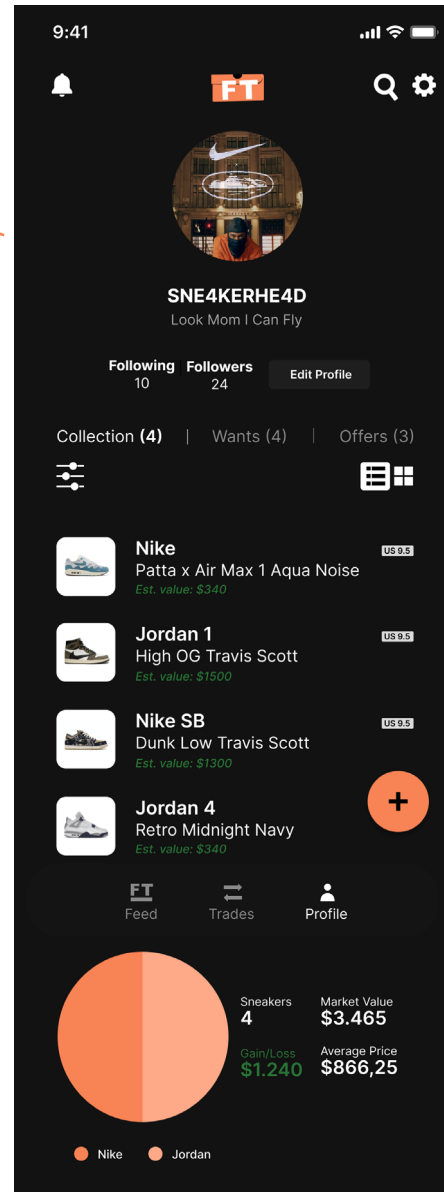 9:41
FT
SNE4KERHE4D
Look Mom I Can Fly
Following Followers Edit Profile
10 24
Collection (4) | Wants (4) | Offers (3)
Nike US 9.5
Patta x Air Max 1 Aqua Noise
Est. value: $340
Jordan 1 US 9.5
High OG Travis Scott
Est. value: $1500
Nike SB US 9.5
Dunk Low Travis Scott
Est. value: $1300
Jordan 4
Retro Midnight Navy
Est. value: $340
+
FT
Feed Trades Profile
Sneakers Market Value
4 $3.465
Gain/Loss Average Price
$1.240 $866,25
Nike Jordan